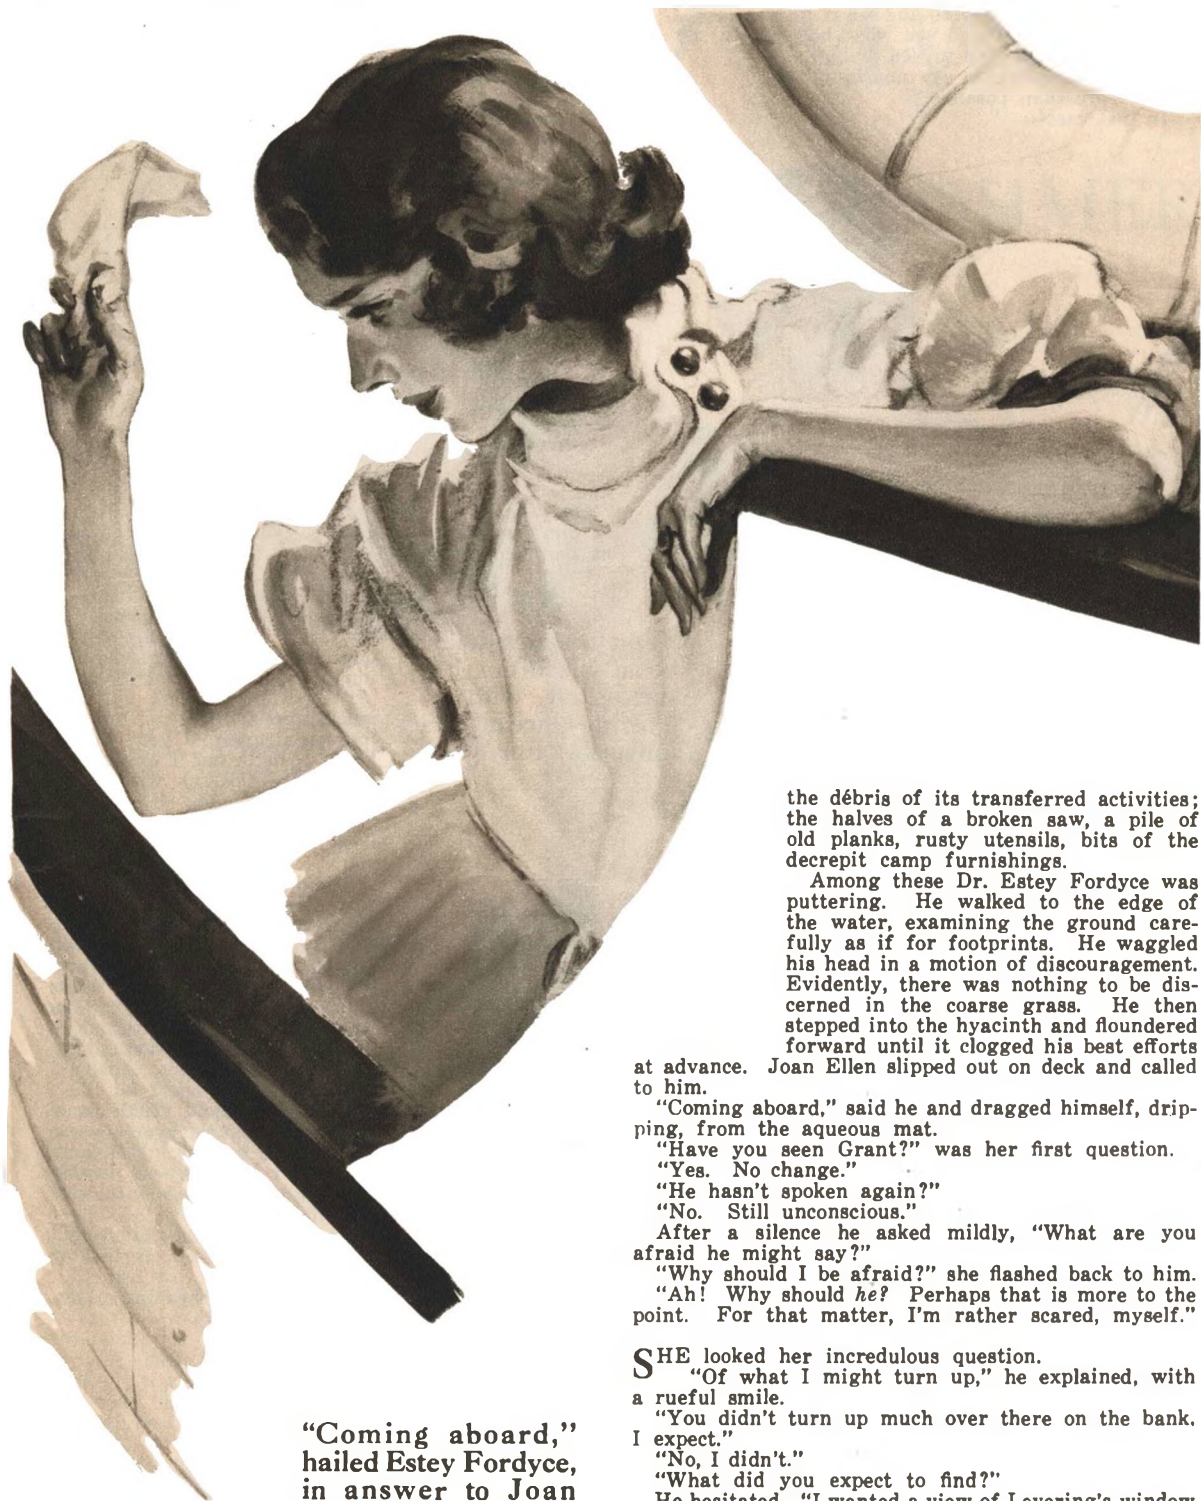 the débris of its transferred activities;
the halves of a broken saw, a pile of
old planks, rusty utensils, bits of the
decrepit camp furnishings.
Among these Dr. Estey Fordyce was
puttering. He walked to the edge of
the water, examining the ground care-
fully as if for footprints. He waggled
his head in a motion of discouragement.
Evidently, there was nothing to be dis-
cerned in the coarse grass. He then
stepped into the hyacinth and floundered
forward until it clogged his best efforts
at advance. Joan Ellen slipped out on deck and called
to him.
“Coming aboard,” said he and dragged himself, drip-
ping, from the aqueous mat.
“Have you seen Grant?” was her first question.
“Yes. No change.”
“He hasn't spoken again?”
“No. Still unconscious.”
After a silence he asked mildly, “What are you
afraid he might say?”
“Why should I be afraid?” she flashed back to him.
“Ah! Why should he? Perhaps that is more to the
point. For that matter, I'm rather scared, myself.”
SHE looked her incredulous question.
“Of what I might turn up,” he explained, with
a rueful smile.
“You didn't turn up much over there on the bank,
I expect.”
“No, I didn't.”
“What did you expect to find?”
He hesitated. “I wanted a view of Levering's window
“Coming aboard,”
hailed Estey Fordyce,
in answer to Joan